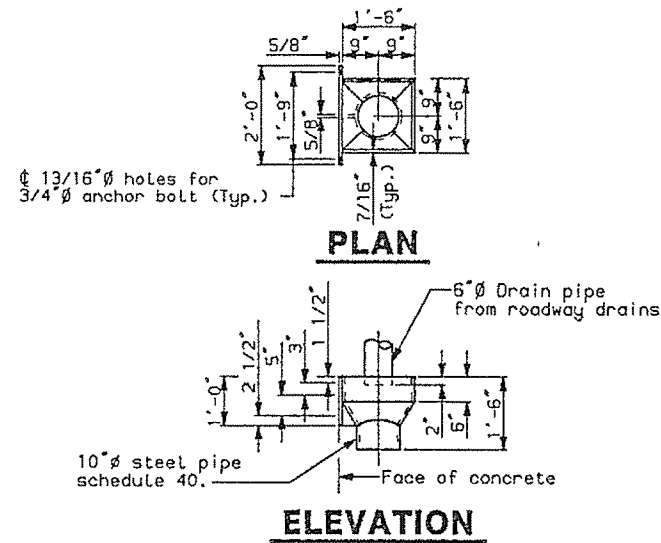 1'-6"
5/8"
9"
9"
2'-0"
1'-9"
5/8"
9"
9"
1'-6"
℄ 13/16"Ø holes for
3/4"Ø anchor bolt (Typ.)
7/16"
(Typ.)
PLAN
6"Ø Drain pipe
from roadway drains
1'-0"
2 1/2"
5"
3"
1 1/2"
2"
6"
1'-6"
10"Ø steel pipe
schedule 40.
Face of concrete
ELEVATION